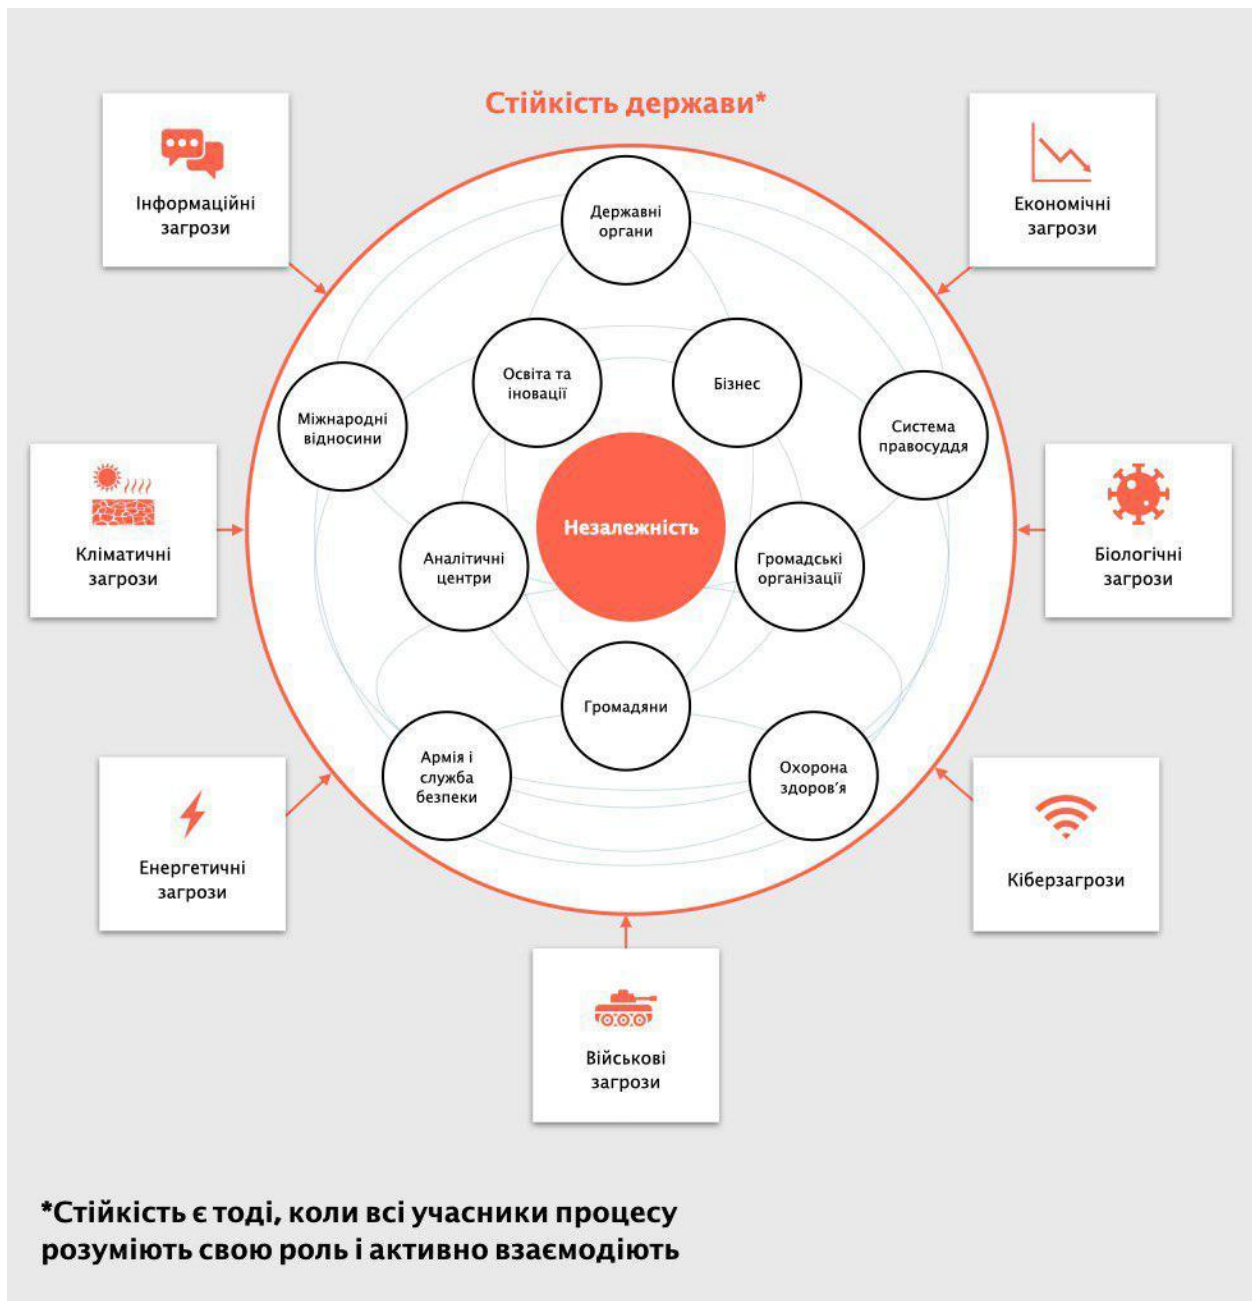 Стійкість держави*
Інформаційні
загрози
Економічні
загрози
Державні
органи
Освіта та
іновації
Бізнес
Міжнародні
відносини
Система
правосуддя
Незалежність
Кліматичні
загрози
Аналітичні
центри
Громадські
організації
Біологічні
загрози
Громадяни
Армія і
служба
безпеки
Охорона
здоров'я
Енергетичні
загрози
Кіберзагрози
Військові
загрози
*Стійкість є тоді, коли всі учасники процесу
розуміють свою роль і активно взаємодіють